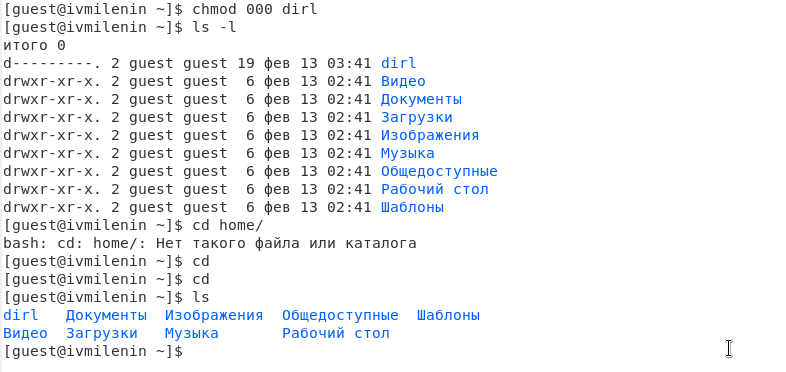 [guest@ivmilenin ~]$ chmod 000 dirl
[guest@ivmilenin ~]$ ls -l
итого 0
d---------. 2 guest guest 19 фев 13 03:41 dirl
drwxr-xr-x. 2 guest guest  6 фев 13 02:41 Видео
drwxr-xr-x. 2 guest guest  6 фев 13 02:41 Документы
drwxr-xr-x. 2 guest guest  6 фев 13 02:41 Загрузки
drwxr-xr-x. 2 guest guest  6 фев 13 02:41 Изображения
drwxr-xr-x. 2 guest guest  6 фев 13 02:41 Музыка
drwxr-xr-x. 2 guest guest  6 фев 13 02:41 Общедоступные
drwxr-xr-x. 2 guest guest  6 фев 13 02:41 Рабочий стол
drwxr-xr-x. 2 guest guest  6 фев 13 02:41 Шаблоны
[guest@ivmilenin ~]$ cd home/
bash: cd: home/: Нет такого файла или каталога
[guest@ivmilenin ~]$ cd
[guest@ivmilenin ~]$ cd
[guest@ivmilenin ~]$ ls
dirl   Документы  Изображения  Общедоступные  Шаблоны
Видео  Загрузки   Музыка       Рабочий стол
[guest@ivmilenin ~]$